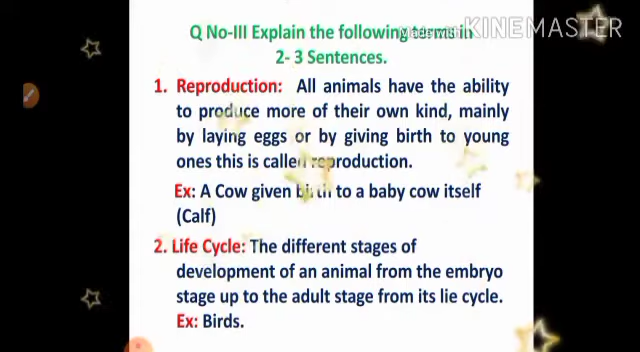 Q No-III Explain the following terms in
KINEMASTER
2- 3 Sentences.
1. Reproduction: All animals have the ability
to produce more of their own kind, mainly
by laying eggs or by giving birth to young
ones this is called reproduction.
Ex: A Cow given birth to a baby cow itself
(Calf)
2. Life Cycle: The different stages of
development of an animal from the embryo
stage up to the adult stage from its lie cycle.
Ex: Birds.